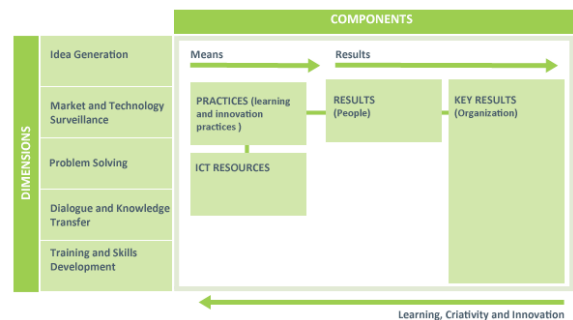 COMPONENTS
DIMENSIONS
Idea Generation
Market and Technology
Surveillance
Problem Solving
Dialogue and Knowledge
Transfer
Training and Skills
Development
Means
Results
PRACTICES (learning
and innovation
practices )
RESULTS
(People)
KEY RESULTS
(Organization)
ICT RESOURCES
Learning, Criativity and Innovation